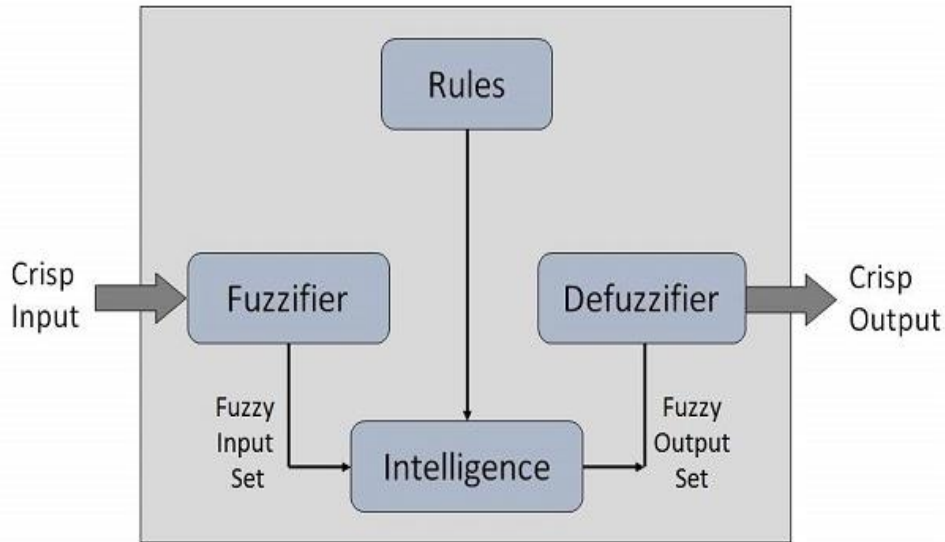 Rules
Crisp
Input
Fuzzifier
Defuzzifier
Crisp
Output
Fuzzy
Input
Set
Intelligence
Fuzzy
Output
Set